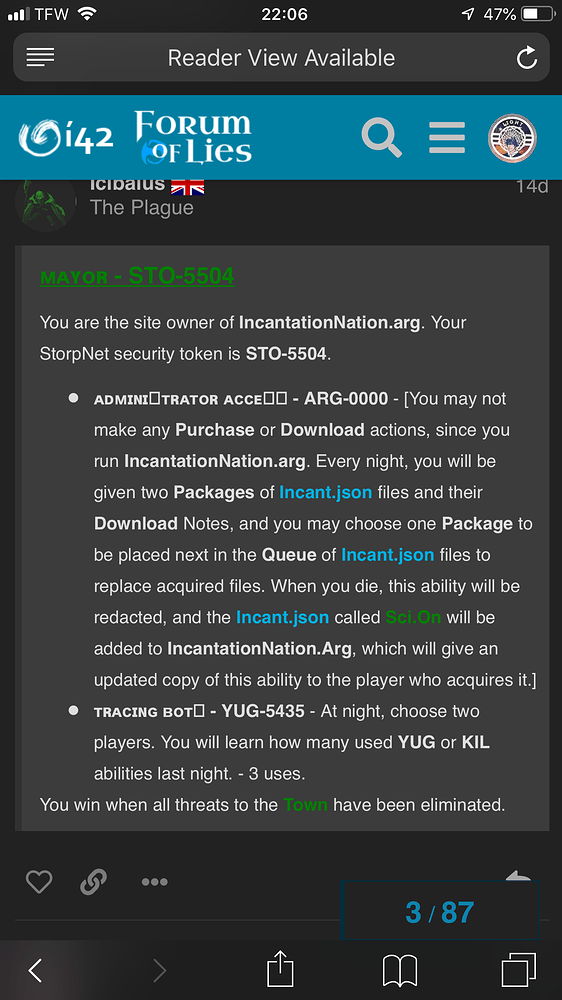 TFW 22:06 47%
Reader View Available
i42 FORUM OF LIES LIGHT
Icibalus 14d
The Plague
MAYOR - STO-5504
You are the site owner of IncantationNation.arg. Your
StorpNet security token is STO-5504.
• ᴀᴅᴍɪɴɪ□ᴛʀᴀᴛᴏʀ ᴀᴄᴄᴇ□□ - ARG-0000 - [You may not
make any Purchase or Download actions, since you
run IncantationNation.arg. Every night, you will be
given two Packages of Incant.json files and their
Download Notes, and you may choose one Package to
be placed next in the Queue of Incant.json files to
replace acquired files. When you die, this ability will be
redacted, and the Incant.json called Sci.On will be
added to IncantationNation.Arg, which will give an
updated copy of this ability to the player who acquires it.]
• ᴛʀᴀᴄɪɴɢ ʙᴏᴛ□ - YUG-5435 - At night, choose two
players. You will learn how many used YUG or KIL
abilities last night. - 3 uses.
You win when all threats to the Town have been eliminated.
3 / 87